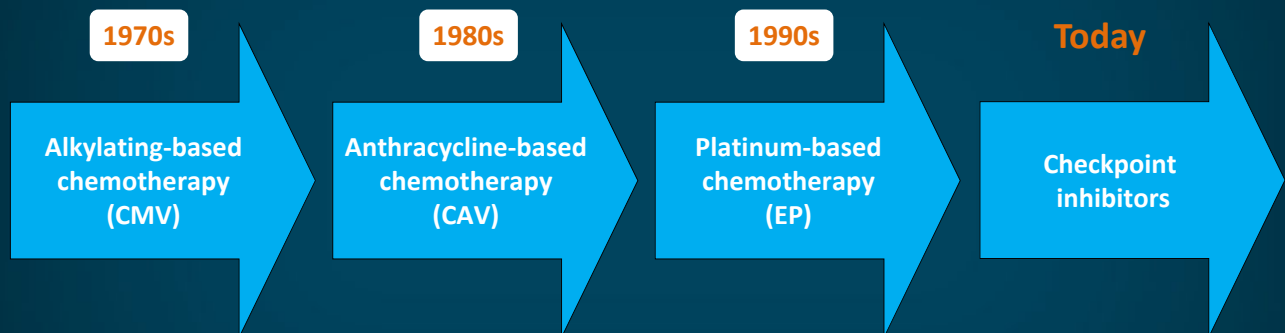 1970s
Alkylating-based
chemotherapy
(CMV)
1980s
Anthracycline-based
chemotherapy
(CAV)
1990s
Platinum-based
chemotherapy
(EP)
Today
Checkpoint
inhibitors